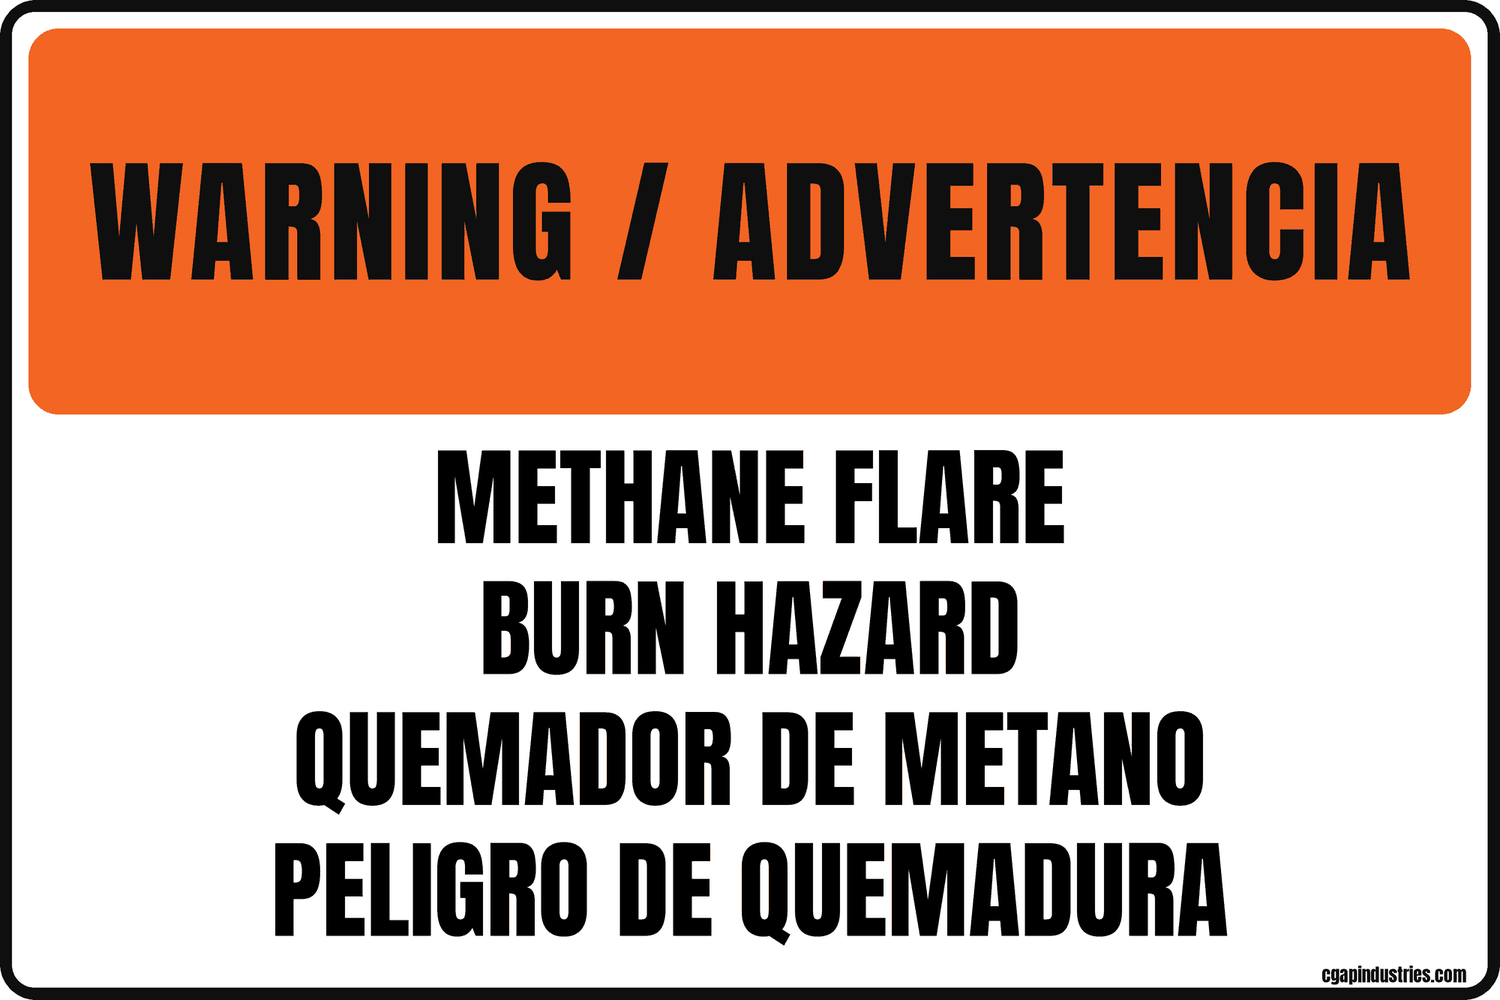 WARNING / ADVERTENCIA
METHANE FLARE
BURN HAZARD
QUEMADOR DE METANO
PELIGRO DE QUEMADURA
cgapindustries.com